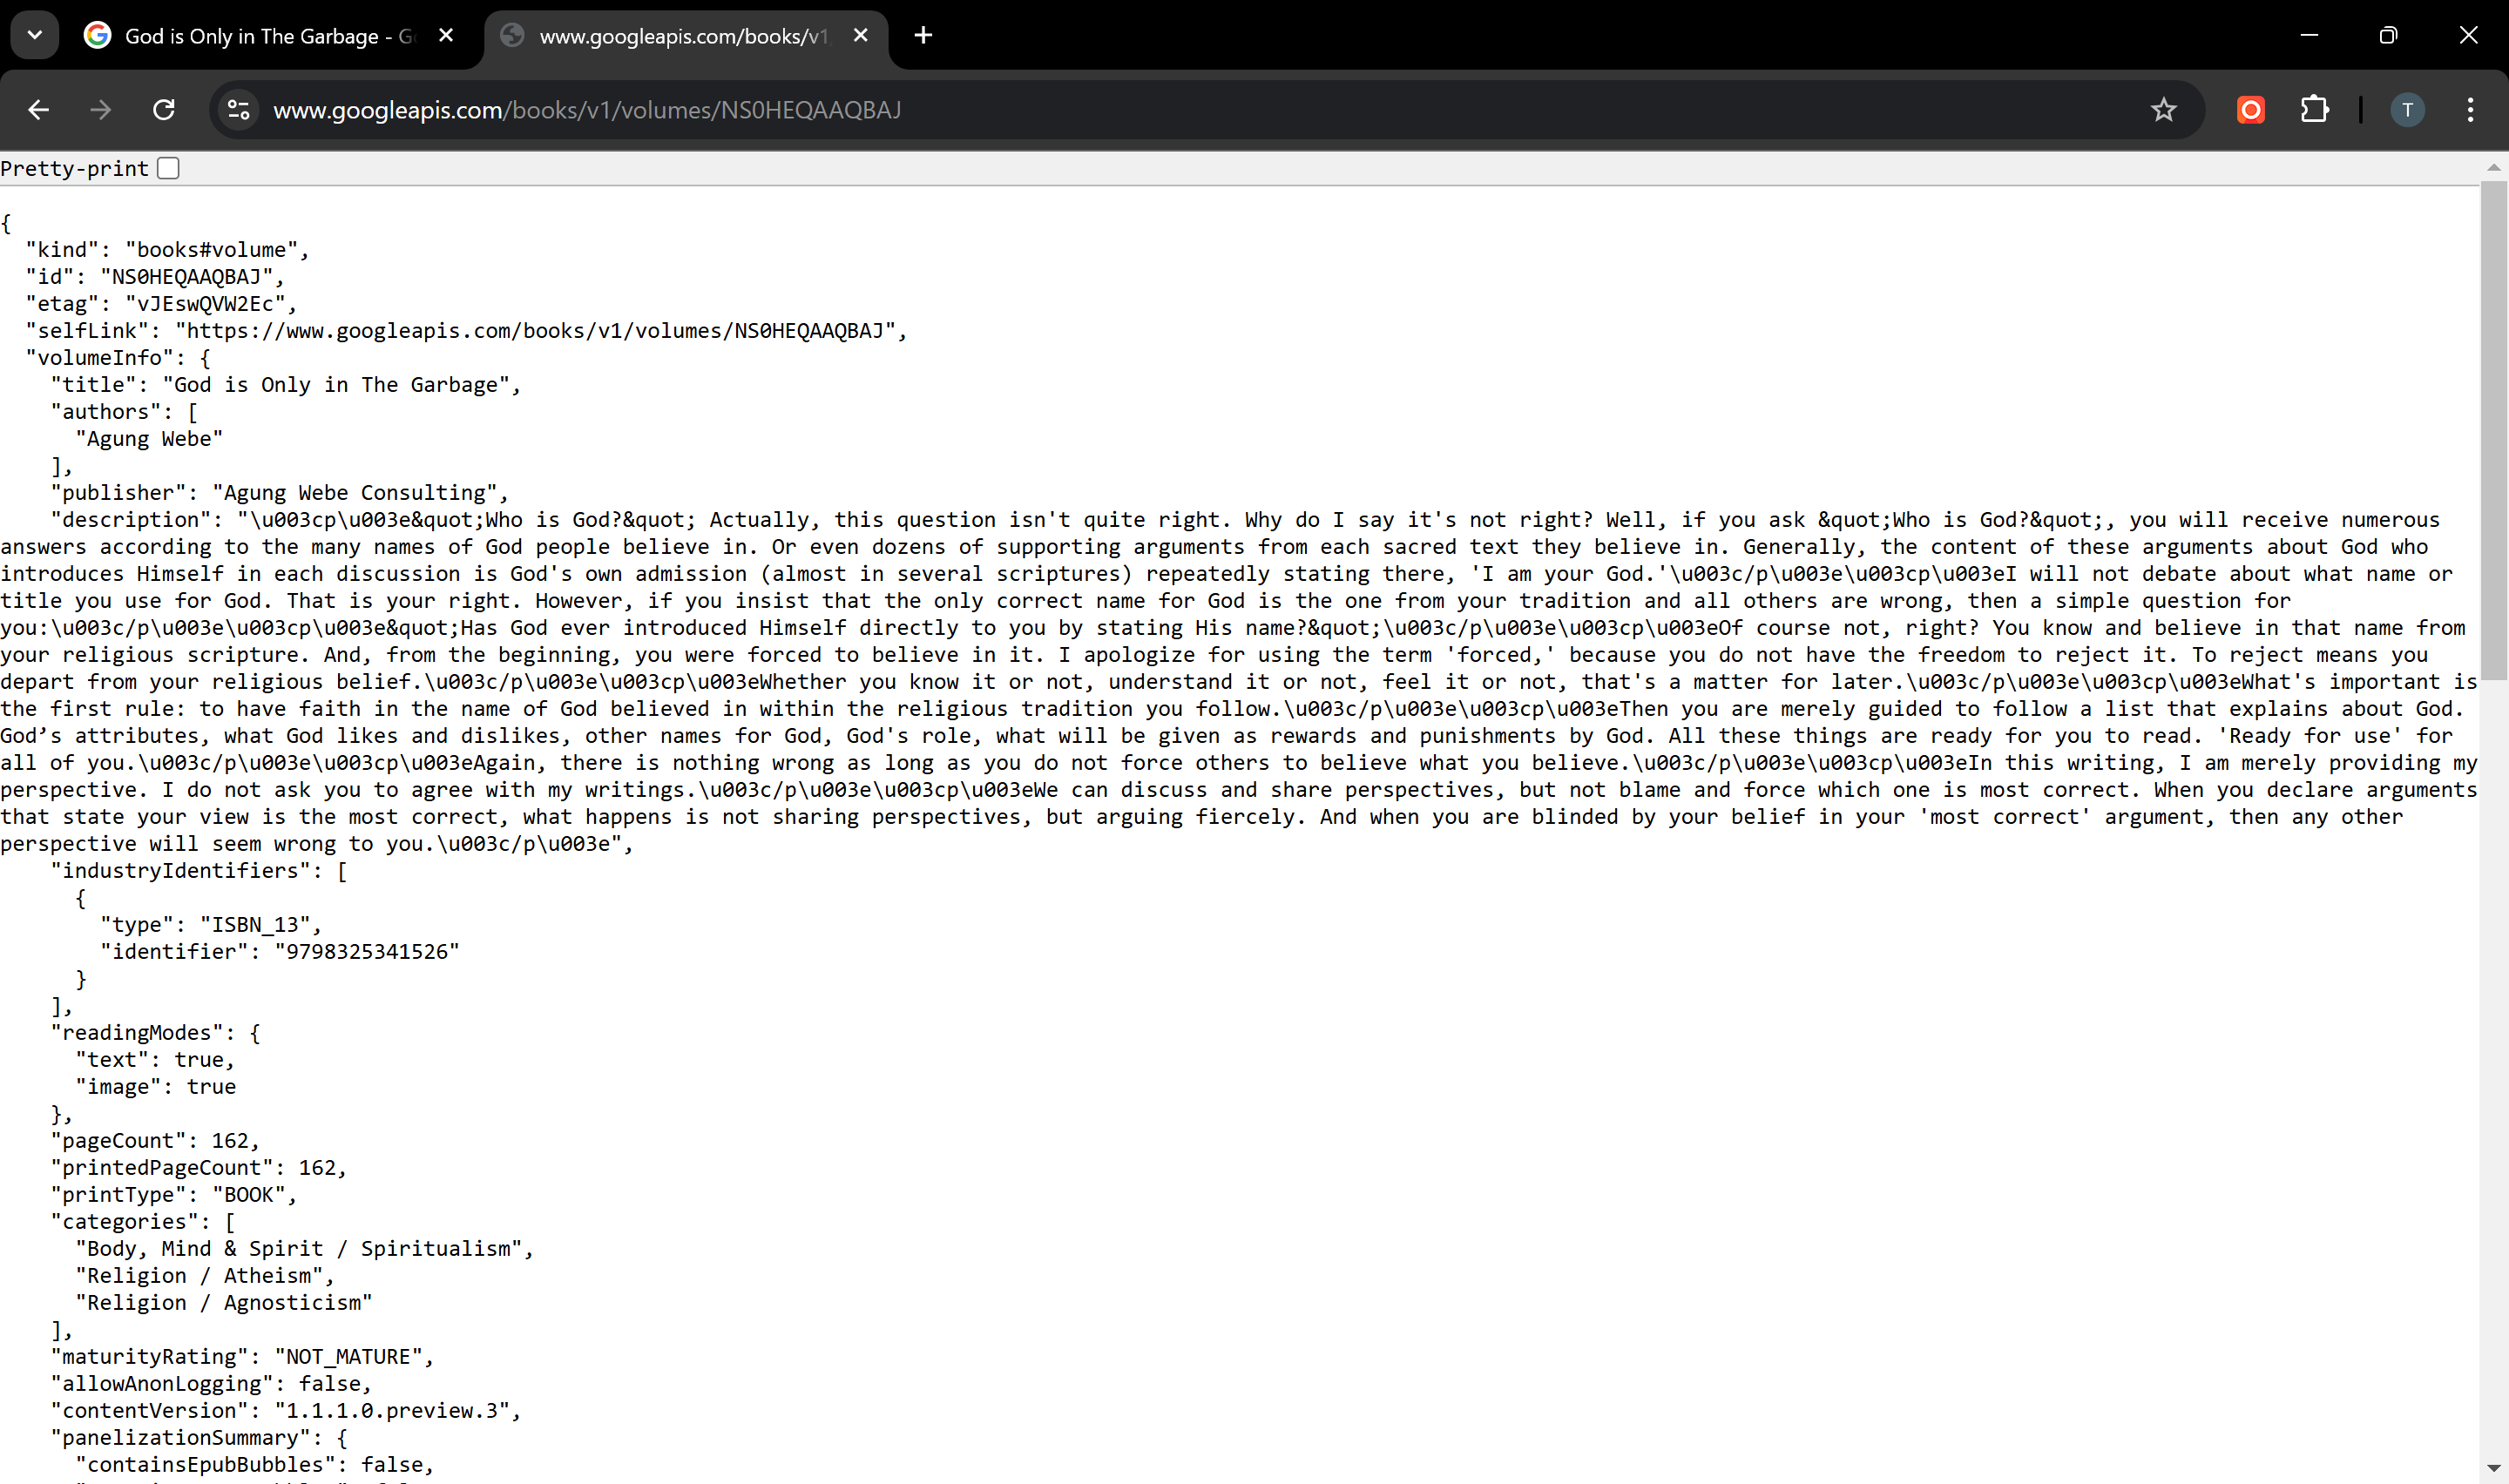 God is Only in The Garbage - G
www.googleapis.com/books/v1
www.googleapis.com/books/v1/volumes/NS0HEQAAQBAJ
T
Pretty-print
{
"kind": "books#volume",
"id": "NS0HEQAAQBAJ",
"etag": "vJEswQVW2Ec",
"selfLink": "https://www.googleapis.com/books/v1/volumes/NS0HEQAAQBAJ",
"volumeInfo": {
"title": "God is Only in The Garbage",
"authors": [
"Agung Webe"
],
"publisher": "Agung Webe Consulting",
"description": "\u003cp\u003e&quot;Who is God?&quot; Actually, this question isn't quite right. Why do I say it's not right? Well, if you ask &quot;Who is God?&quot;, you will receive numerous
answers according to the many names of God people believe in. Or even dozens of supporting arguments from each sacred text they believe in. Generally, the content of these arguments about God who
introduces Himself in each discussion is God's own admission (almost in several scriptures) repeatedly stating there, 'I am your God.'\u003c/p\u003e\u003cp\u003eI will not debate about what name or
title you use for God. That is your right. However, if you insist that the only correct name for God is the one from your tradition and all others are wrong, then a simple question for
you:\u003c/p\u003e\u003cp\u003e&quot;Has God ever introduced Himself directly to you by stating His name?&quot;\u003c/p\u003e\u003cp\u003eOf course not, right? You know and believe in that name from
your religious scripture. And, from the beginning, you were forced to believe in it. I apologize for using the term 'forced,' because you do not have the freedom to reject it. To reject means you
depart from your religious belief.\u003c/p\u003e\u003cp\u003eWhether you know it or not, understand it or not, feel it or not, that's a matter for later.\u003c/p\u003e\u003cp\u003eWhat's important is
the first rule: to have faith in the name of God believed in within the religious tradition you follow.\u003c/p\u003e\u003cp\u003eThen you are merely guided to follow a list that explains about God.
God’s attributes, what God likes and dislikes, other names for God, God's role, what will be given as rewards and punishments by God. All these things are ready for you to read. 'Ready for use' for
all of you.\u003c/p\u003e\u003cp\u003eAgain, there is nothing wrong as long as you do not force others to believe what you believe.\u003c/p\u003e\u003cp\u003eIn this writing, I am merely providing my
perspective. I do not ask you to agree with my writings.\u003c/p\u003e\u003cp\u003eWe can discuss and share perspectives, but not blame and force which one is most correct. When you declare arguments
that state your view is the most correct, what happens is not sharing perspectives, but arguing fiercely. And when you are blinded by your belief in your 'most correct' argument, then any other
perspective will seem wrong to you.\u003c/p\u003e",
"industryIdentifiers": [
{
"type": "ISBN_13",
"identifier": "9798325341526"
}
],
"readingModes": {
"text": true,
"image": true
},
"pageCount": 162,
"printedPageCount": 162,
"printType": "BOOK",
"categories": [
"Body, Mind & Spirit / Spiritualism",
"Religion / Atheism",
"Religion / Agnosticism"
],
"maturityRating": "NOT_MATURE",
"allowAnonLogging": false,
"contentVersion": "1.1.1.0.preview.3",
"panelizationSummary": {
"containsEpubBubbles": false,